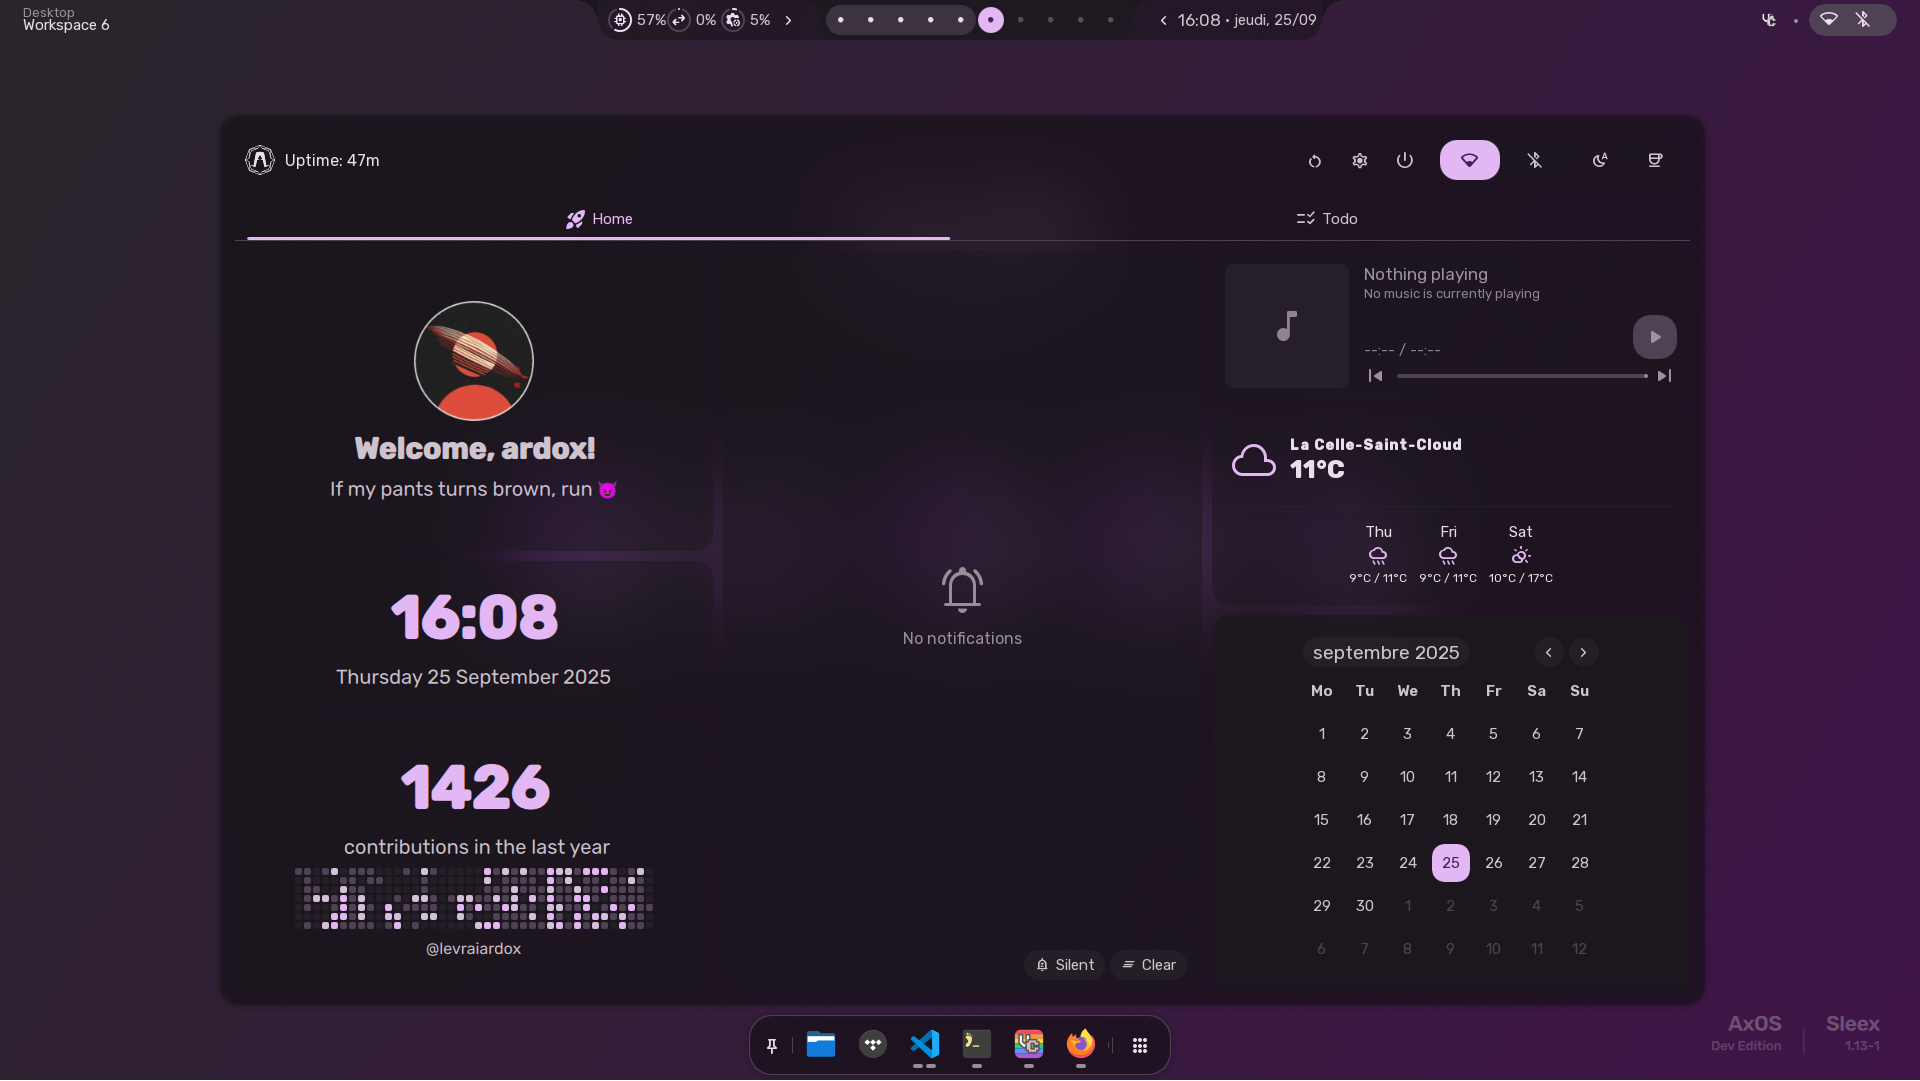 Desktop
Workspace 6
57% 0% 5%
16:08 • jeudi, 25/09
Uptime: 47m
Home
Todo
Welcome, ardox!
If my pants turns brown, run 😈
16:08
Thursday 25 September 2025
1426
contributions in the last year
@levraiardox
No notifications
Silent
Clear
Nothing playing
No music is currently playing
--:-- / --:--
La Celle-Saint-Cloud
11°C
Thu Fri Sat
9°C / 11°C 9°C / 11°C 10°C / 17°C
septembre 2025
Mo Tu We Th Fr Sa Su
1 2 3 4 5 6 7
8 9 10 11 12 13 14
15 16 17 18 19 20 21
22 23 24 25 26 27 28
29 30 1 2 3 4 5
6 7 8 9 10 11 12
AxOS
Dev Edition
Sleex
1.13-1